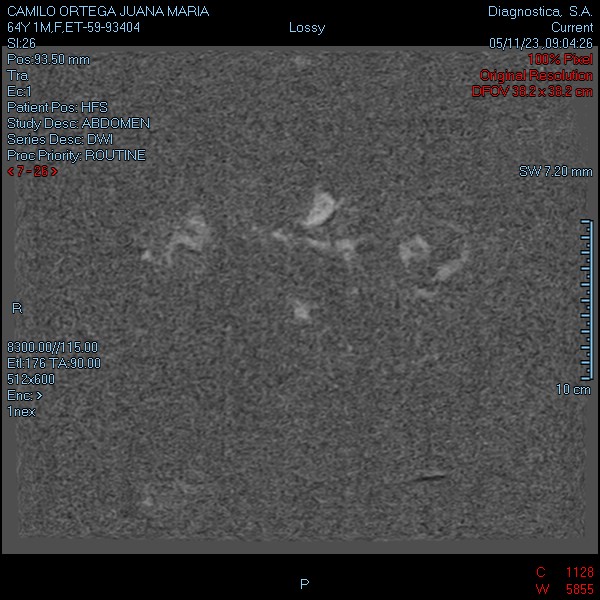 CAMILO ORTEGA JUANA MARIA
64Y 1M,F,ET-59-93404
Sl:26
Pos:93.50 mm
Tra
Ec:1
Patient Pos: HFS
Study Desc: ABDOMEN
Series Desc: DWI
Proc Priority: ROUTINE
< 7 - 26 >
Lossy
Diagnostica, S.A.
Current
05/11/23 ,09:04:26
100% Pixel
Original Resolution
DFOV 38.2 x 38.2 cm
SW 7.20 mm
R
8300.00//115.00
Etl:176 TA:90.00
512x600
Enc: >
1nex
10 cm
P
C 1128
W 5855